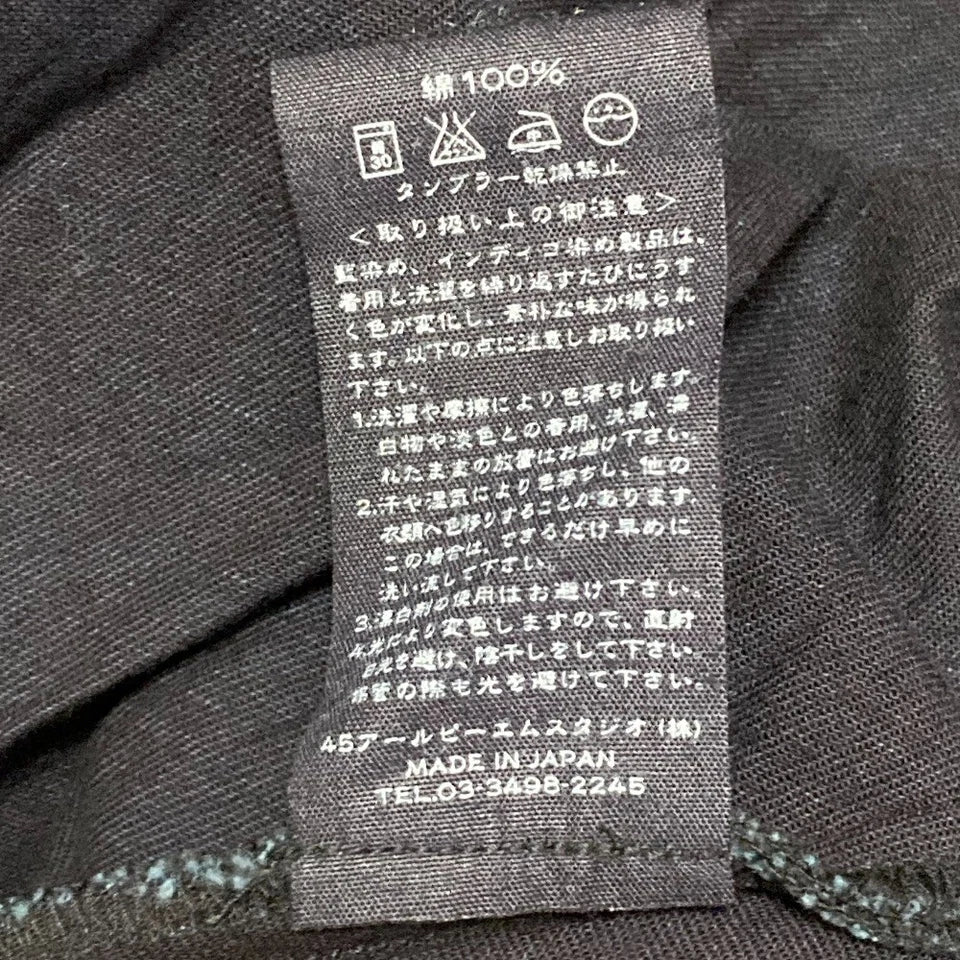 綿100%
弱
30
中
タンブラー乾燥禁止
<取り扱い上の御注意>
藍染め、インディゴ染め製品は、
着用と洗濯を繰り返すたびにうす
く色が変化し、素朴な味が得られ
ます。以下の点に注意しお取り扱い
下さい。
1.洗濯や摩擦により色落ちします。
白物や淡色との着用、洗濯、濡
れたままの放置はお避け下さい。
2.汗や湿気により色落ちし、他の
衣類へ色移りすることがあります。
この場合は、できるだけ早めに
洗い流して下さい。
3.漂白剤の使用はお避け下さい。
4.光により変色しますので、直射
日光を避け、陰干しをして下さい
保管の際も光を避けて下さい。
45アールピーエムスタジオ(株)
MADE IN JAPAN
TEL.03-3498-2245